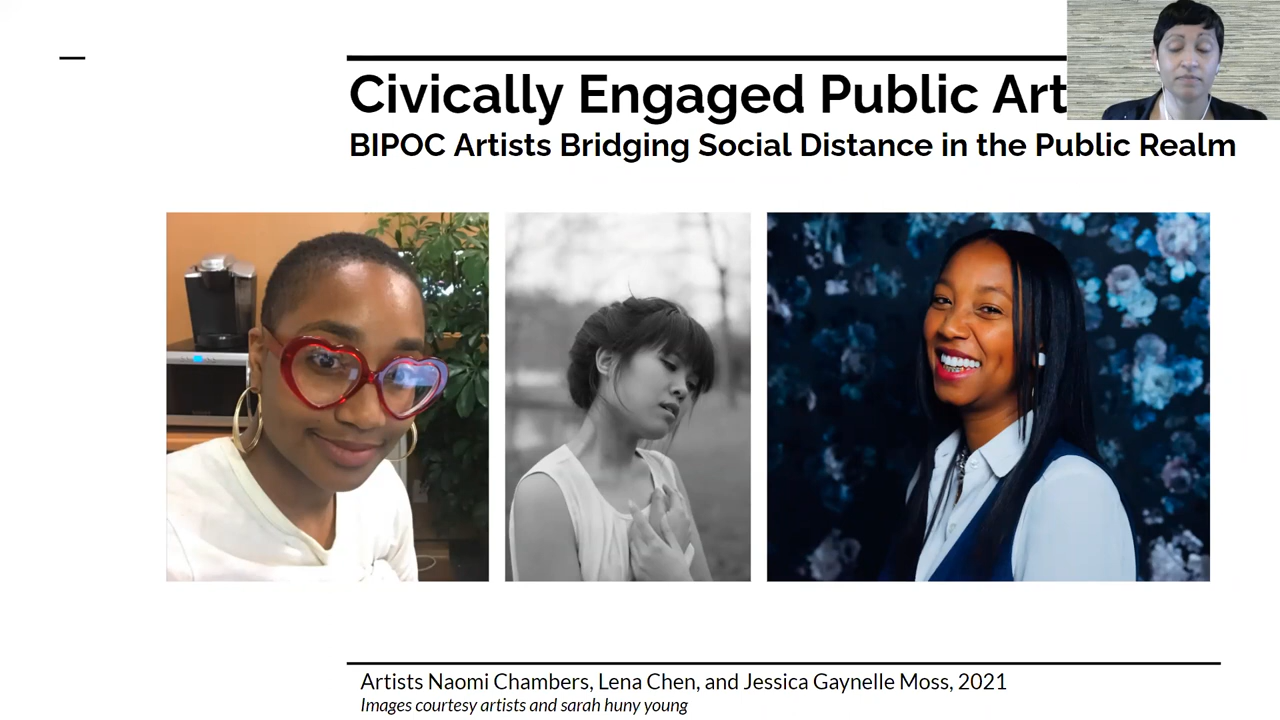 Civically Engaged Public Art
BIPOC Artists Bridging Social Distance in the Public Realm
Artists Naomi Chambers, Lena Chen, and Jessica Gaynelle Moss, 2021
Images courtesy artists and sarah huny young